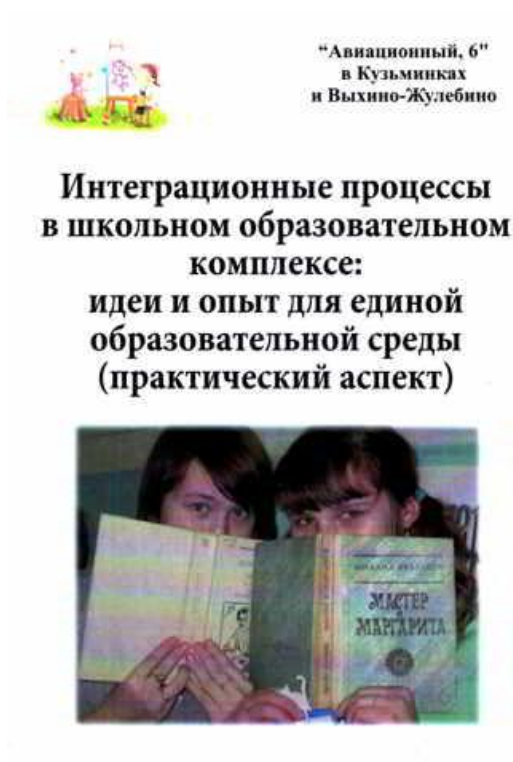 “Авиационный, 6"
в Кузьминках
и Выхино-Жулебино
Интеграционные процессы
в школьном образовательном
комплексе:
идеи и опыт для единой
образовательной среды
(практический аспект)
МАСТЕР
МАРГАРИТА